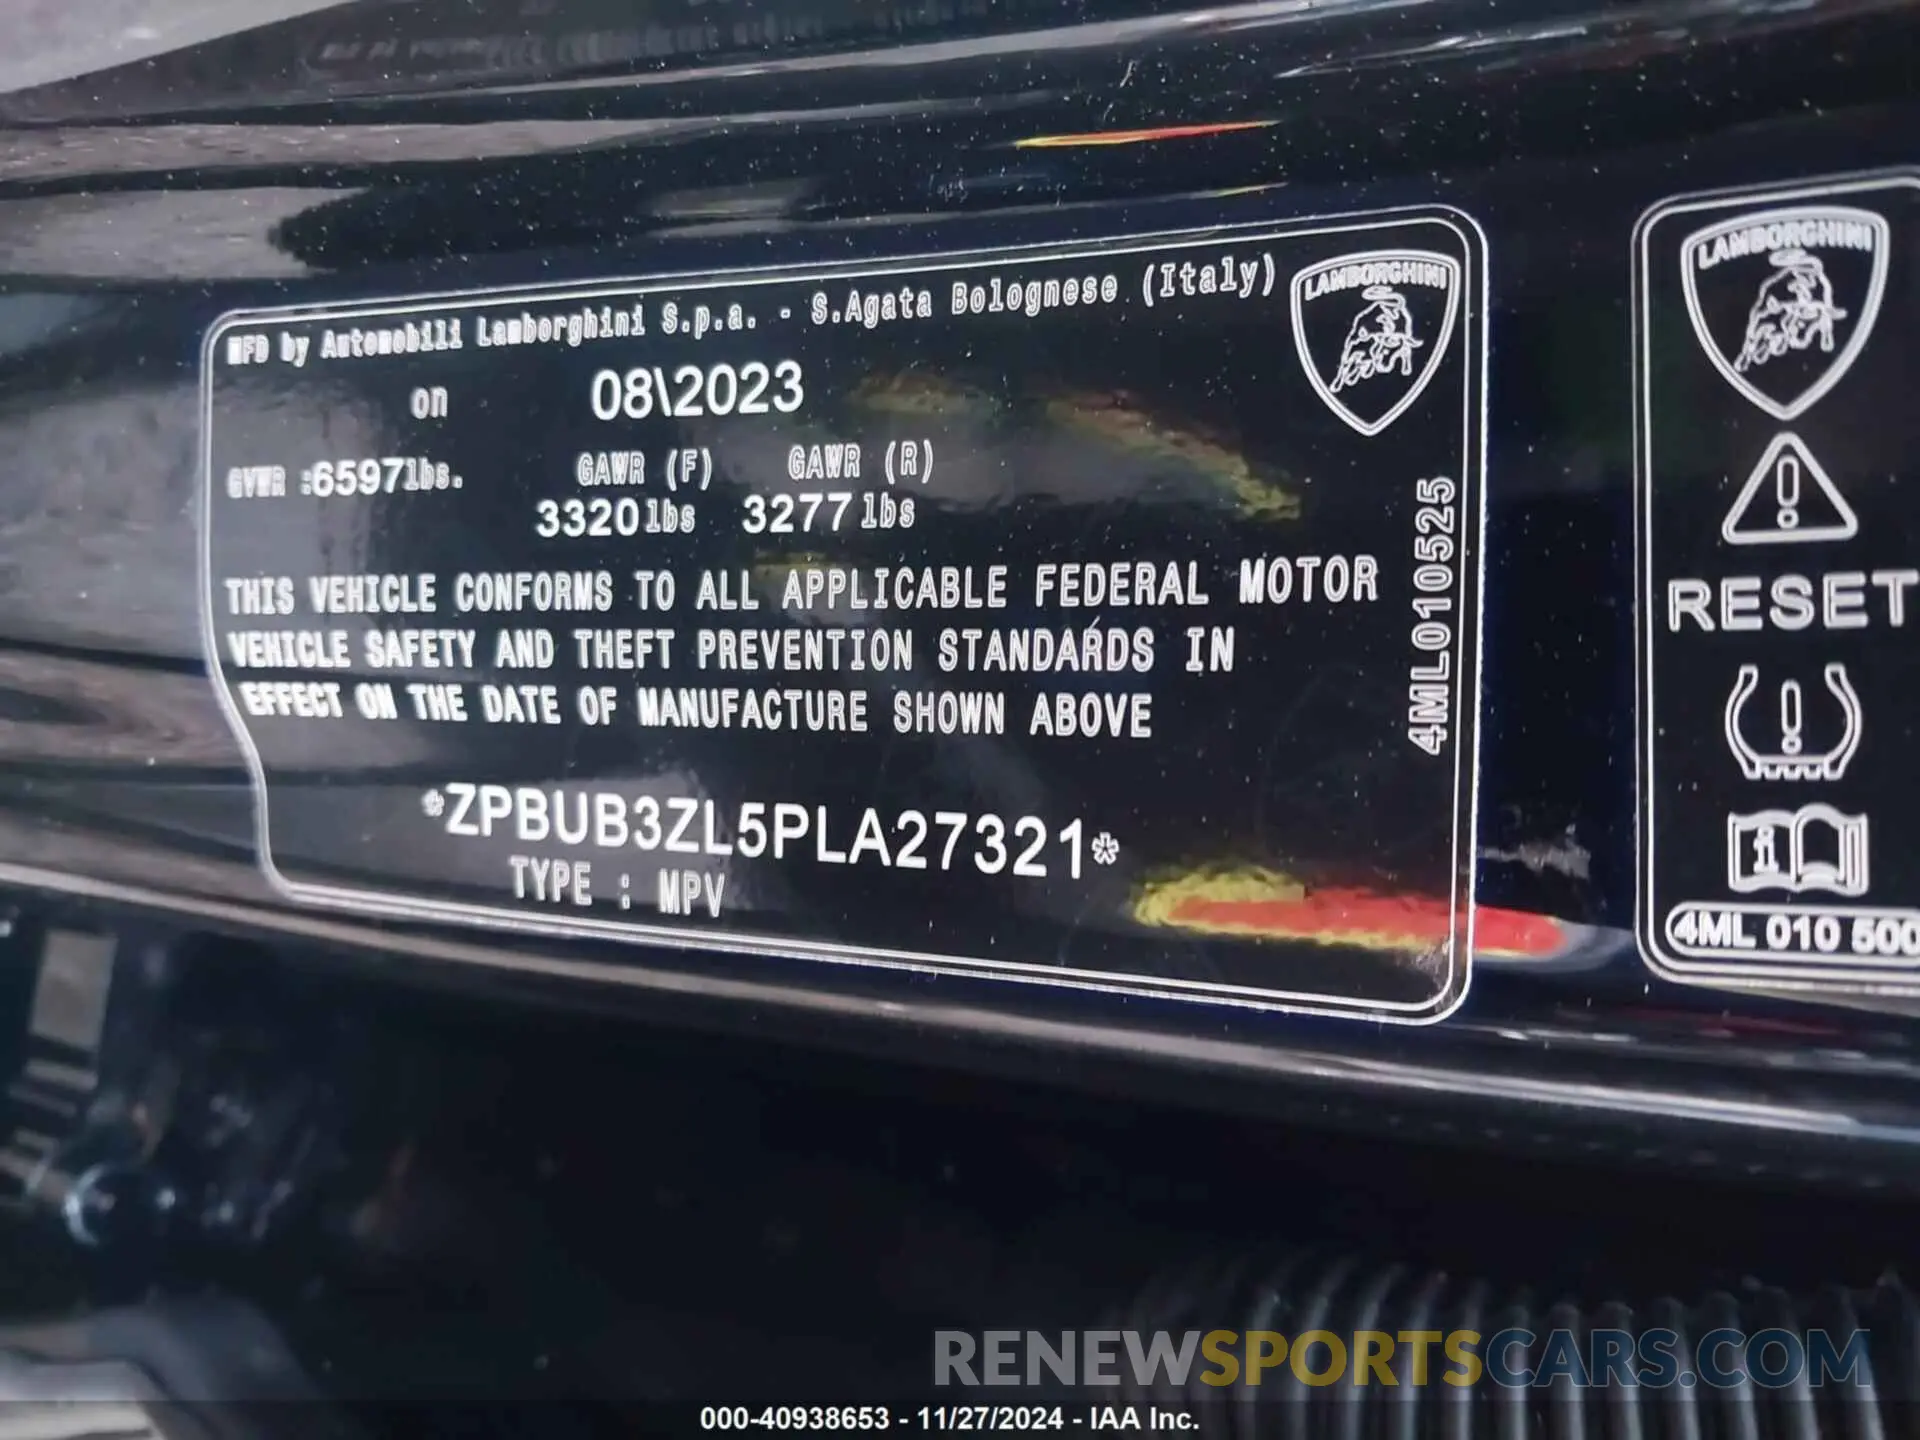 MFD by Automobili Lamborghini S.p.a. - S.Agata Bolognese (Italy)
on 08\2023
GVWR :6597lbs. GAWR (F) GAWR (R)
3320lbs 3277lbs
THIS VEHICLE CONFORMS TO ALL APPLICABLE FEDERAL MOTOR
VEHICLE SAFETY AND THEFT PREVENTION STANDARDS IN
EFFECT ON THE DATE OF MANUFACTURE SHOWN ABOVE
*ZPBUB3ZL5PLA27321*
TYPE : MPV
4ML010525
LAMBORGHINI
LAMBORGHINI
RESET
4ML 010 500
RENEWSPORTSCARS.COM
000-40938653 - 11/27/2024 - IAA Inc.